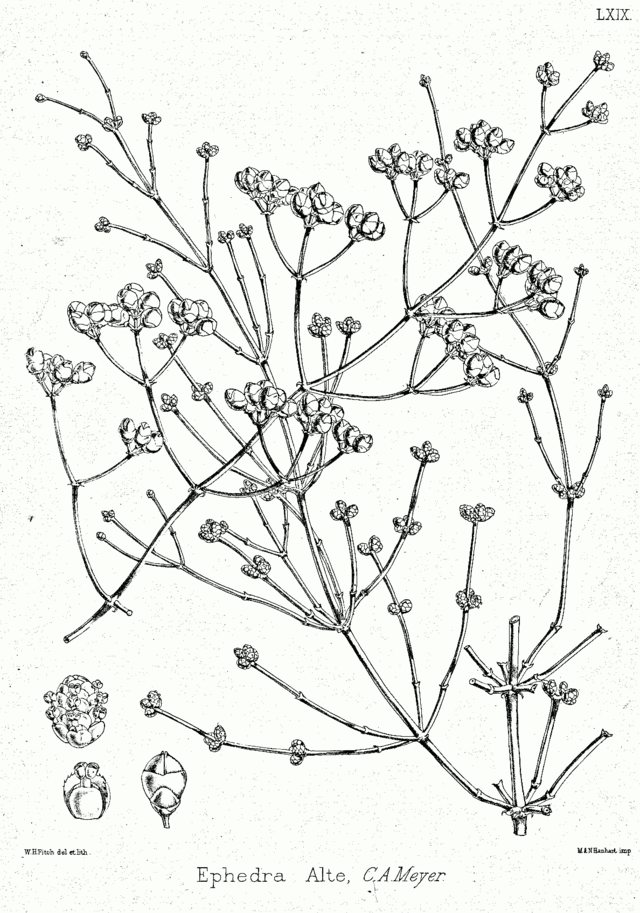 LXIX.
W.H.Fitch del et lith.
M&N Hanhart imp
Ephedra Alte, C.A.Meyer.